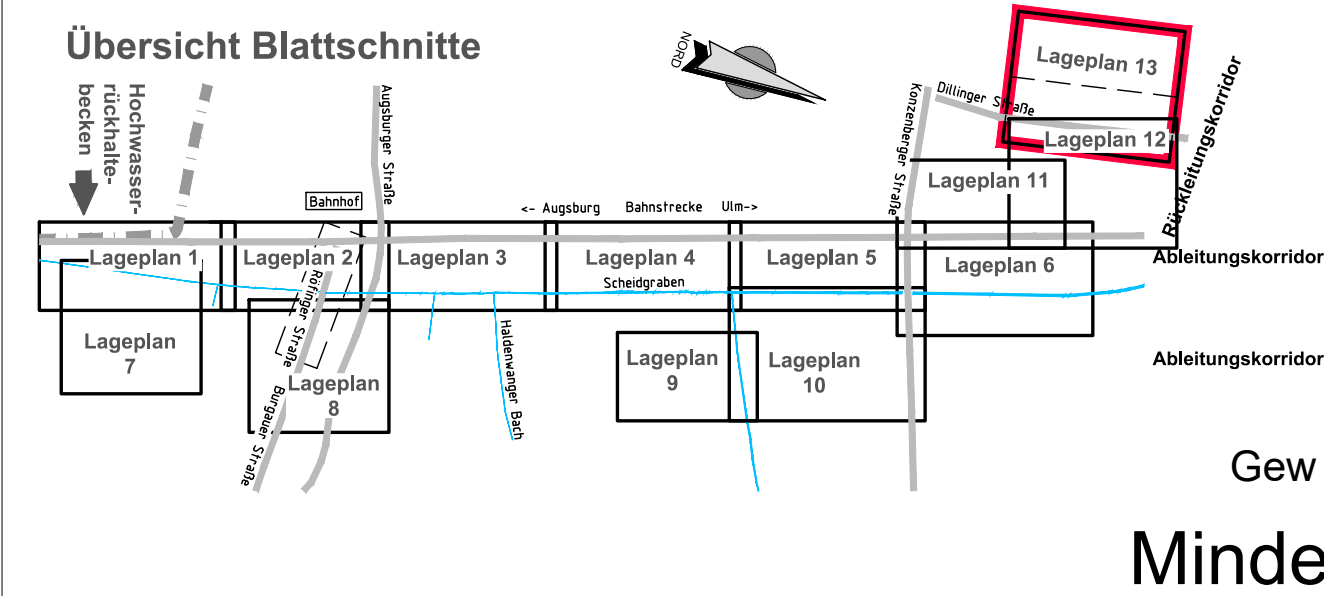 Übersicht Blattschnitte
NORD
Hochwasser-
rückhalte-
becken
Augsburger Straße
Bahnhof
<- Augsburg Bahnstrecke Ulm->
Konzenberger Straße
Dillinger Straße
Lageplan 13
Lageplan 12
Lageplan 11
Rückleitungskorridor
Lageplan 1
Lageplan 2
Lageplan 3
Lageplan 4
Lageplan 5
Lageplan 6
Ableitungskorridor
Scheidgraben
Röfinger Straße
Haldenwanger Bach
Lageplan
7
Lageplan
8
Lageplan
9
Lageplan
10
Ableitungskorridor
Burgauer Straße
Gew
Minde